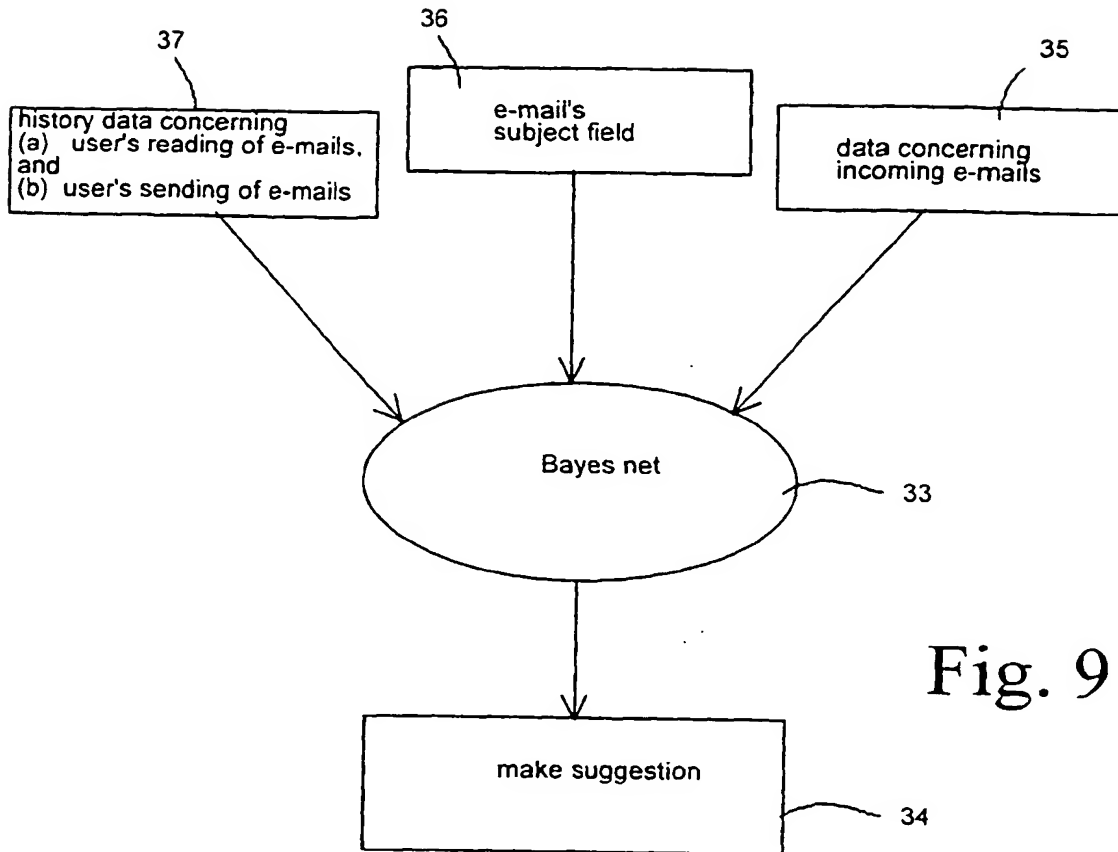 37
36
35
history data concerning
(a) user's reading of e-mails,
and
(b) user's sending of e-mails
e-mail's
subject field
data concerning
incoming e-mails
Bayes net
33
Fig. 9
make suggestion
34